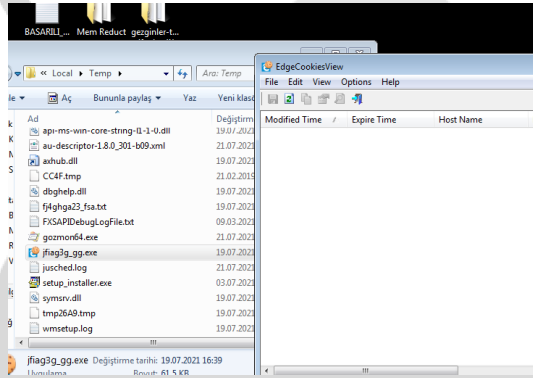 BASARILI_... Mem Reduct gezginler-t...
« Local ▸ Temp ▸ Ara: Temp
Aç Bununla paylaş Yaz Yeni klasö
Ad Değiştirm
api-ms-win-core-string-l1-1-0.dll 19.07.2021
au-descriptor-1.8.0_301-b09.xml 21.07.2021
axhub.dll 19.07.2021
CC4F.tmp 21.02.2019
dbghelp.dll 19.07.2021
fj4ghga23_fsa.txt 19.07.2021
FXSAPIDebugLogFile.txt 09.03.2021
gozmon64.exe 21.07.2021
jfiag3g_gg.exe 19.07.2021
jusched.log 21.07.2021
setup_installer.exe 03.07.2021
symsrv.dll 19.07.2021
tmp26A9.tmp 19.07.2021
wmsetup.log 19.07.2021
jfiag3g_gg.exe Değiştirme tarihi: 19.07.2021 16:39
Uygulama Boyut: 61,5 KB
EdgeCookiesView
File Edit View Options Help
Modified Time / Expire Time Host Name